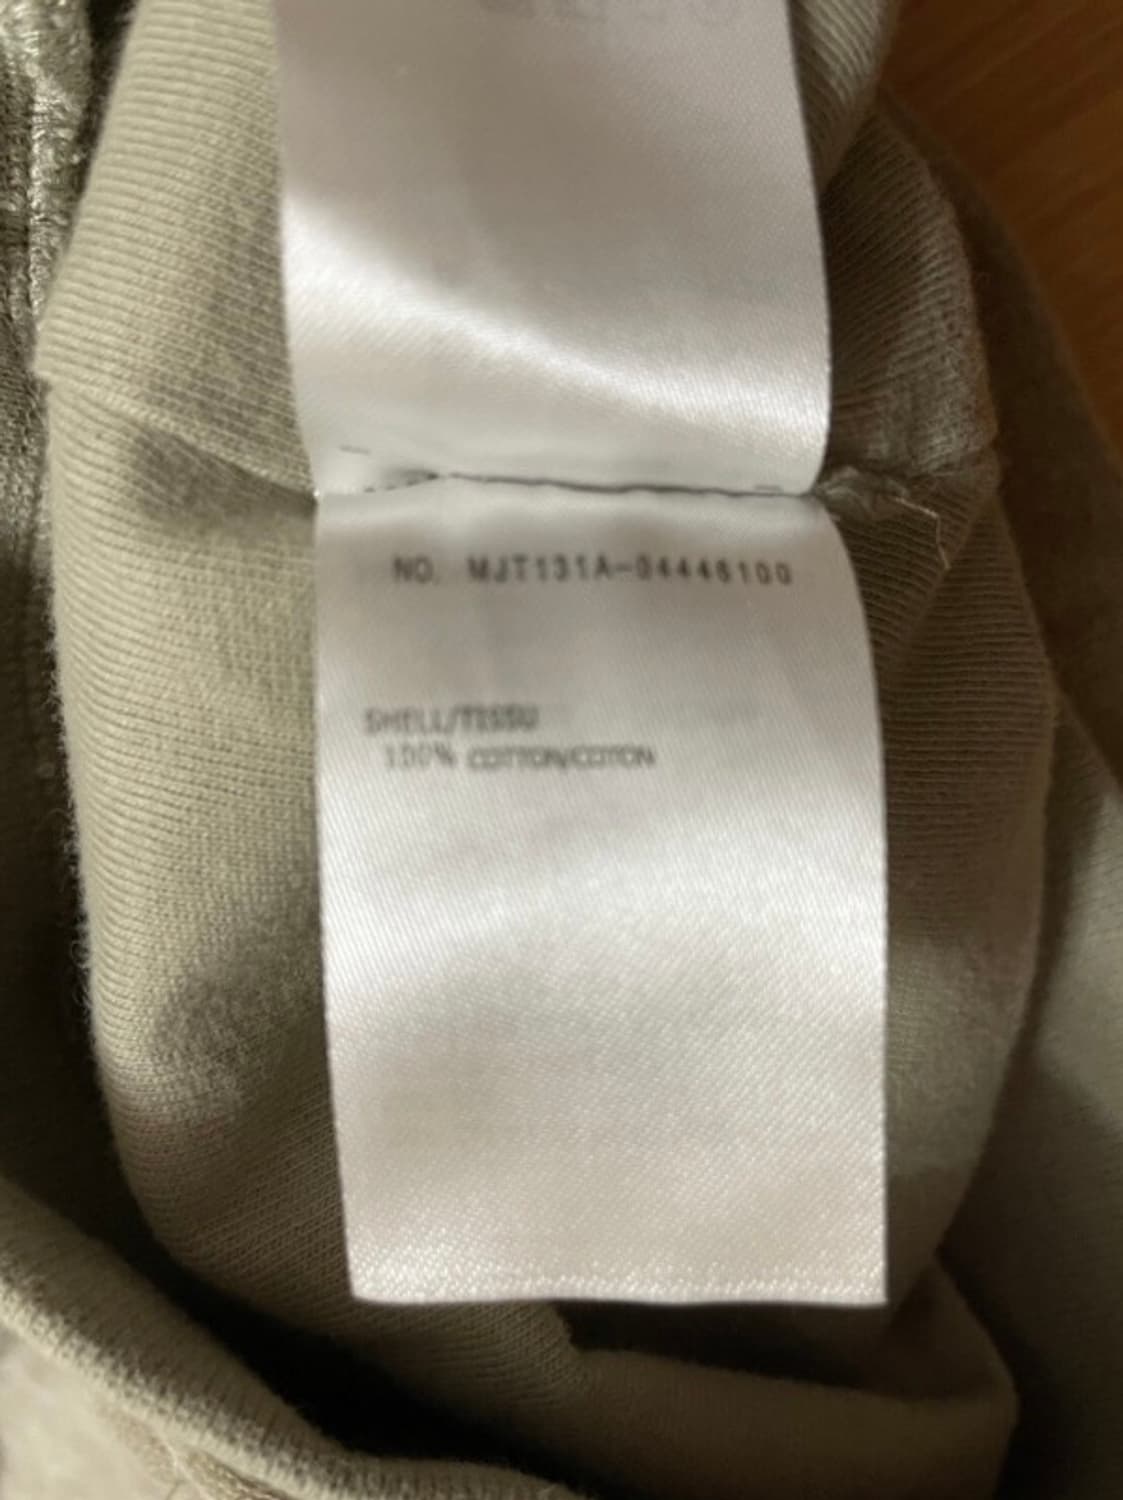 NO. MJT131A-04446100
SHELL/TISSU
100% COTTON/COTON